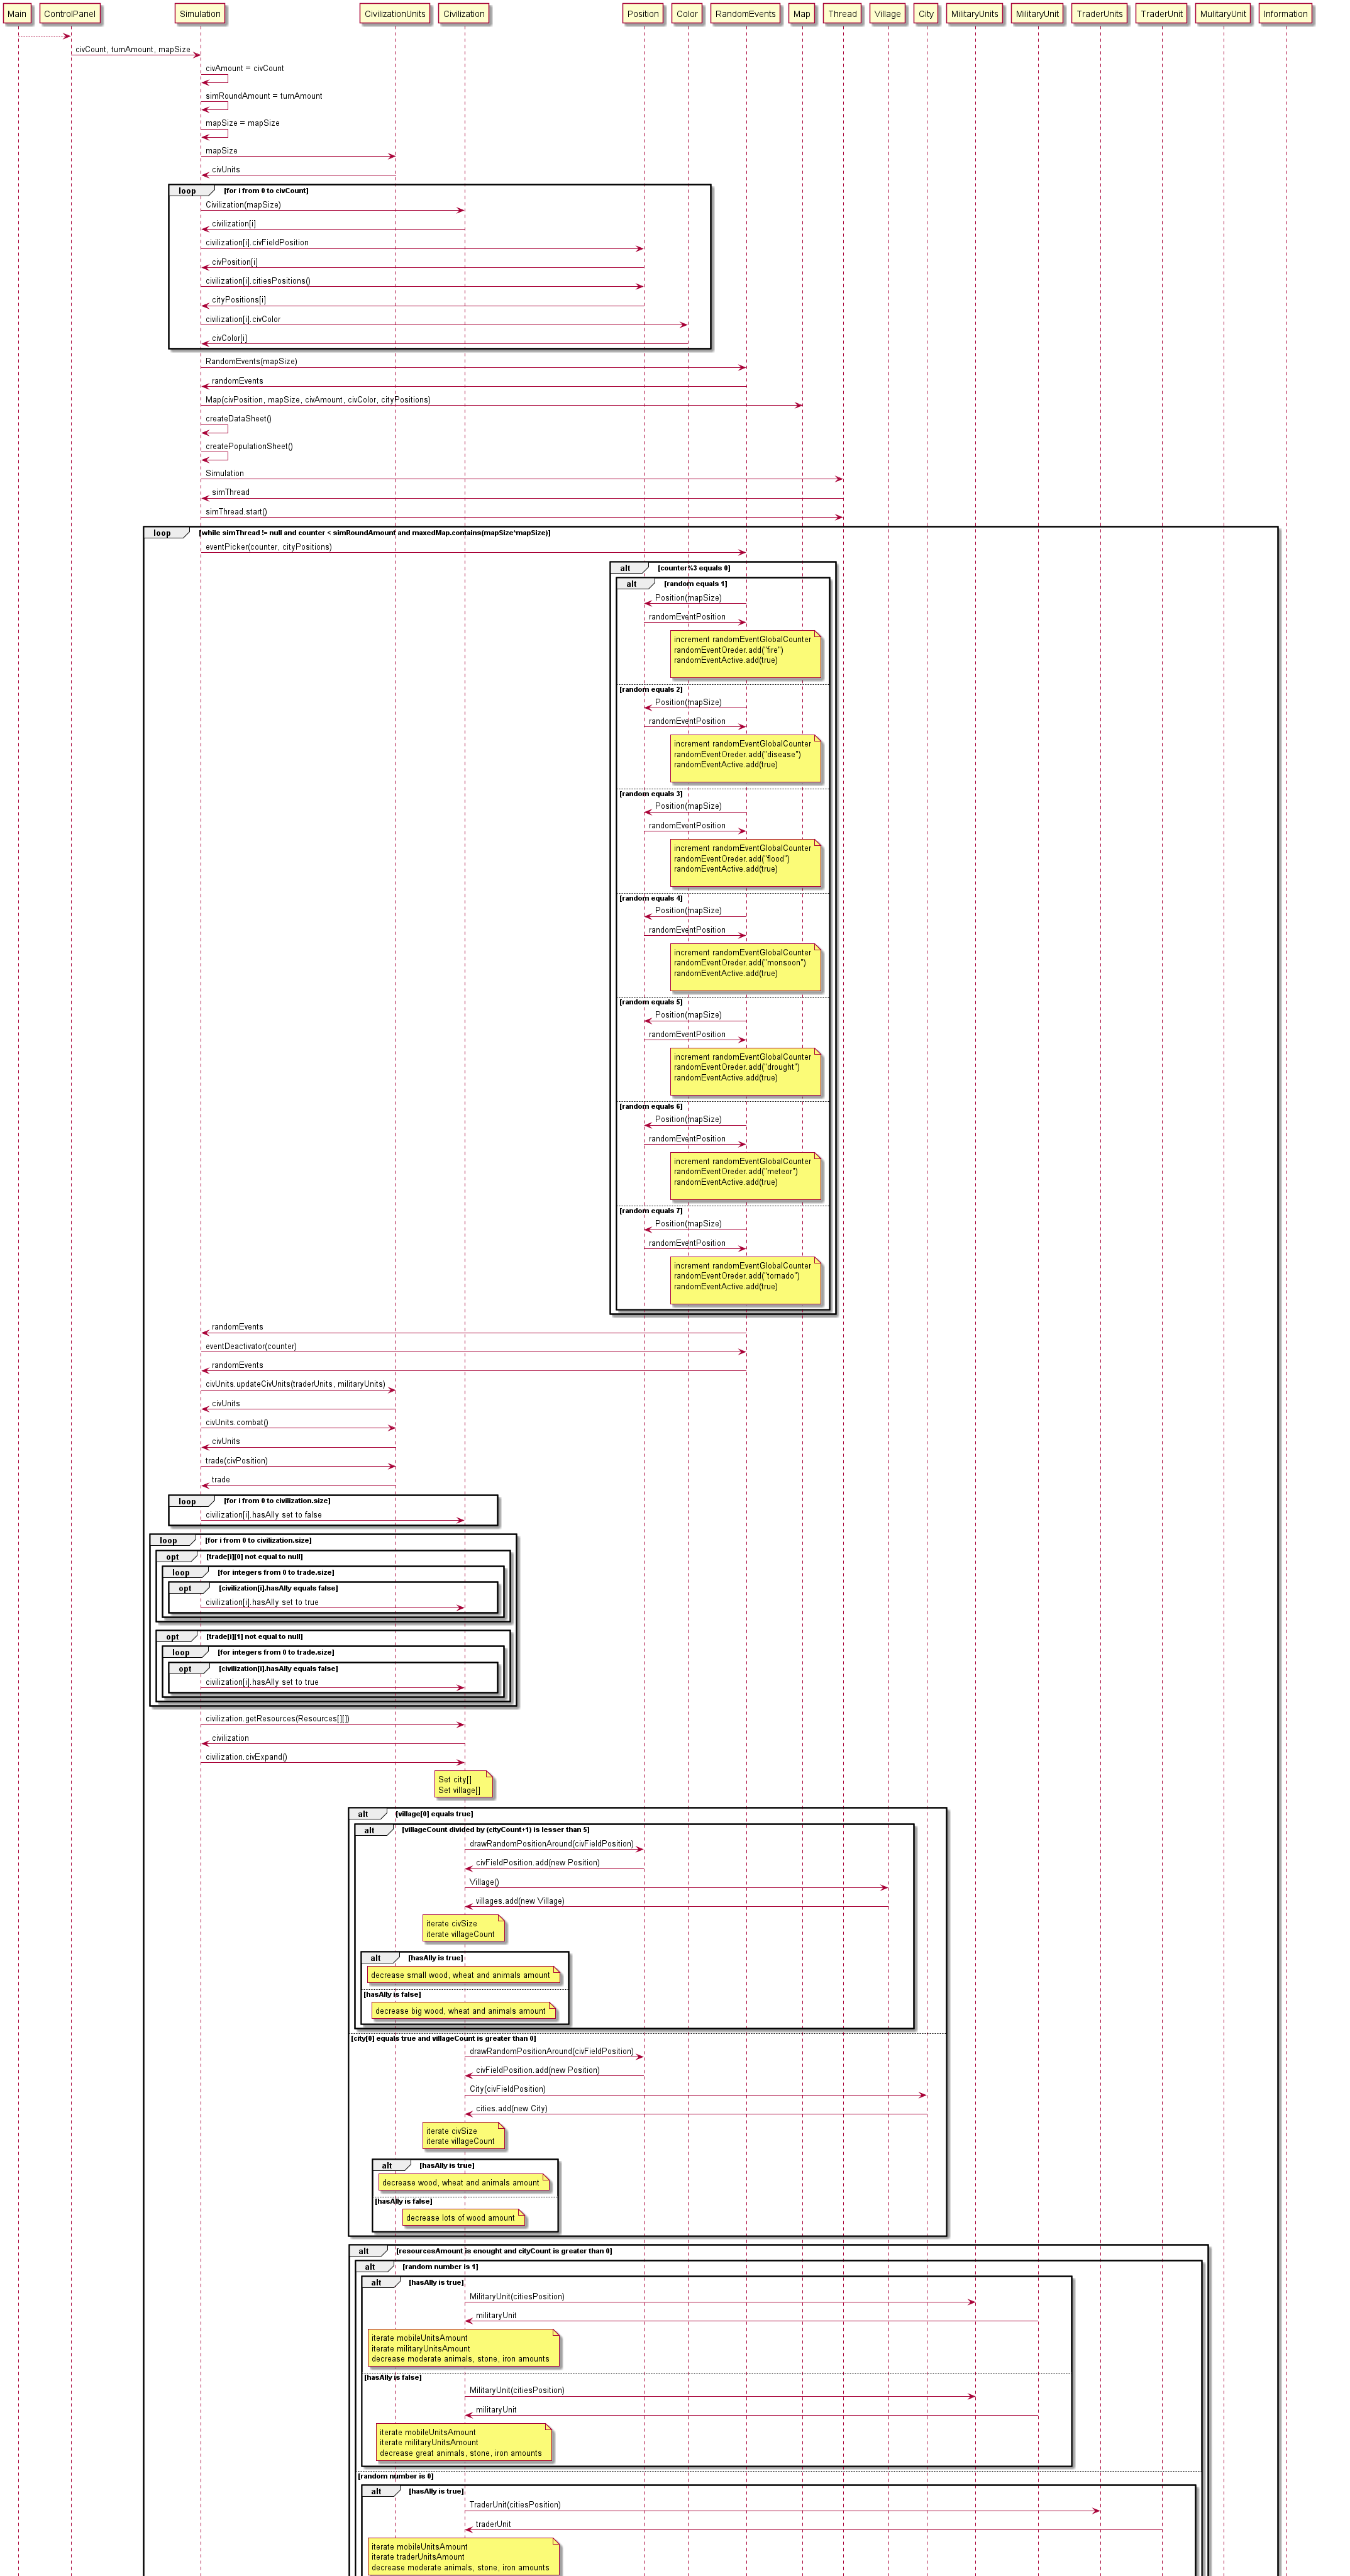 Main ControlPanel Simulation CivilizationUnits Civilization Position Color RandomEvents Map Thread Village City MilitaryUnits MilitaryUnit TraderUnits TraderUnit MulitaryUnit Information
civCount, turnAmount, mapSize
civAmount = civCount
simRoundAmount = turnAmount
mapSize = mapSize
mapSize
civUnits
loop [for i from 0 to civCount]
Civilization(mapSize)
civilization[i]
civilization[i].civFieldPosition
civPosition[i]
civilization[i].citiesPositions()
cityPositions[i]
civilization[i].civColor
civColor[i]
RandomEvents(mapSize)
randomEvents
Map(civPosition, mapSize, civAmount, civColor, cityPositions)
createDataSheet()
createPopulationSheet()
Simulation
simThread
simThread.start()
loop [while simThread != null and counter < simRoundAmount and maxedMap.contains(mapSize*mapSize)]
eventPicker(counter, cityPositions)
alt [counter%3 equals 0]
alt [random equals 1]
Position(mapSize)
randomEventPosition
increment randomEventGlobalCounter
randomEventOreder.add("fire")
randomEventActive.add(true)
[random equals 2]
Position(mapSize)
randomEventPosition
increment randomEventGlobalCounter
randomEventOreder.add("disease")
randomEventActive.add(true)
[random equals 3]
Position(mapSize)
randomEventPosition
increment randomEventGlobalCounter
randomEventOreder.add("flood")
randomEventActive.add(true)
[random equals 4]
Position(mapSize)
randomEventPosition
increment randomEventGlobalCounter
randomEventOreder.add("monsoon")
randomEventActive.add(true)
[random equals 5]
Position(mapSize)
randomEventPosition
increment randomEventGlobalCounter
randomEventOreder.add("drought")
randomEventActive.add(true)
[random equals 6]
Position(mapSize)
randomEventPosition
increment randomEventGlobalCounter
randomEventOreder.add("meteor")
randomEventActive.add(true)
[random equals 7]
Position(mapSize)
randomEventPosition
increment randomEventGlobalCounter
randomEventOreder.add("tornado")
randomEventActive.add(true)
randomEvents
eventDeactivator(counter)
randomEvents
civUnits.updateCivUnits(traderUnits, militaryUnits)
civUnits
civUnits.combat()
civUnits
trade(civPosition)
trade
loop [for i from 0 to civilization.size]
civilization[i].hasAlly set to false
loop [for i from 0 to civilization.size]
opt [trade[i][0] not equal to null]
loop [for integers from 0 to trade.size]
opt [civilization[i].hasAlly equals false]
civilization[i].hasAlly set to true
opt [trade[i][1] not equal to null]
loop [for integers from 0 to trade.size]
opt [civilization[i].hasAlly equals false]
civilization[i].hasAlly set to true
civilization.getResources(Resources[][])
civilization
civilization.civExpand()
Set city[]
Set village[]
alt [village[0] equals true]
alt [villageCount divided by (cityCount+1) is lesser than 5]
drawRandomPositionAround(civFieldPosition)
civFieldPosition.add(new Position)
Village()
villages.add(new Village)
iterate civSize
iterate villageCount
alt [hasAlly is true]
decrease small wood, wheat and animals amount
[hasAlly is false]
decrease big wood, wheat and animals amount
[city[0] equals true and villageCount is greater than 0]
drawRandomPositionAround(civFieldPosition)
civFieldPosition.add(new Position)
City(civFieldPosition)
cities.add(new City)
iterate civSize
iterate villageCount
alt [hasAlly is true]
decrease wood, wheat and animals amount
[hasAlly is false]
decrease lots of wood amount
alt [resourcesAmount is enought and cityCount is greater than 0]
alt [random number is 1]
alt [hasAlly is true]
MilitaryUnit(citiesPosition)
militaryUnit
iterate mobileUnitsAmount
iterate militaryUnitsAmount
decrease moderate animals, stone, iron amounts
[hasAlly is false]
MilitaryUnit(citiesPosition)
militaryUnit
iterate mobileUnitsAmount
iterate militaryUnitsAmount
decrease great animals, stone, iron amounts
[random number is 0]
alt [hasAlly is true]
TraderUnit(citiesPosition)
traderUnit
iterate mobileUnitsAmount
iterate traderUnitsAmount
decrease moderate animals, stone, iron amounts